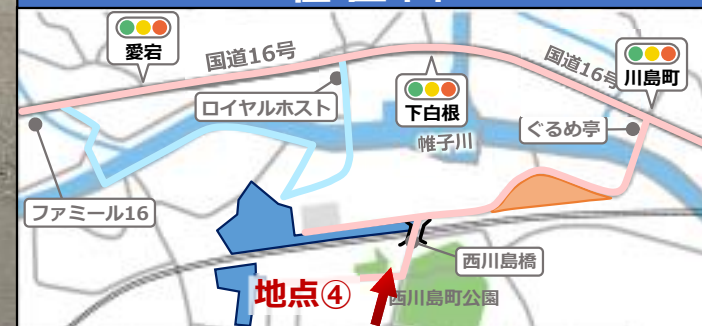 愛宕
国道16号
国道16号
川島町
ロイヤルホスト
下白根
ぐるめ亭
帷子川
ファミール16
西川島橋
地点④
西川島町公園